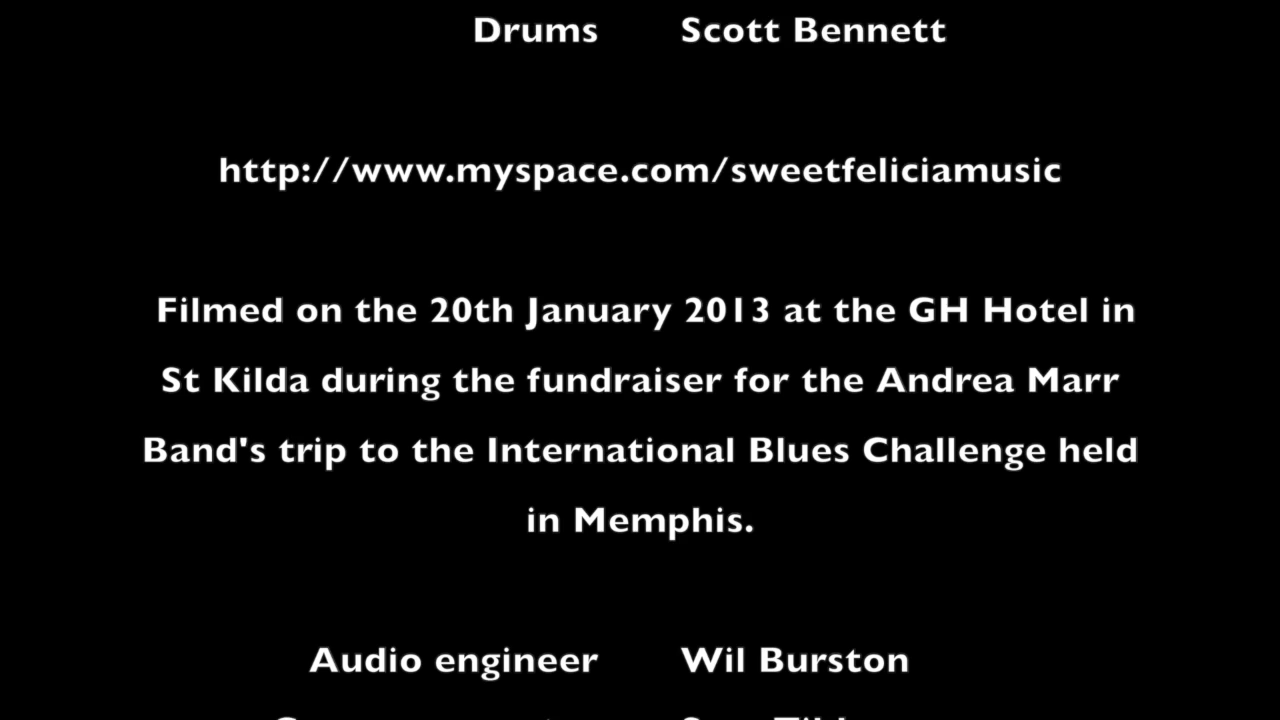 Drums Scott Bennett
http://www.myspace.com/sweetfeliciamusic
Filmed on the 20th January 2013 at the GH Hotel in
St Kilda during the fundraiser for the Andrea Marr
Band's trip to the International Blues Challenge held
in Memphis.
Audio engineer Wil Burston